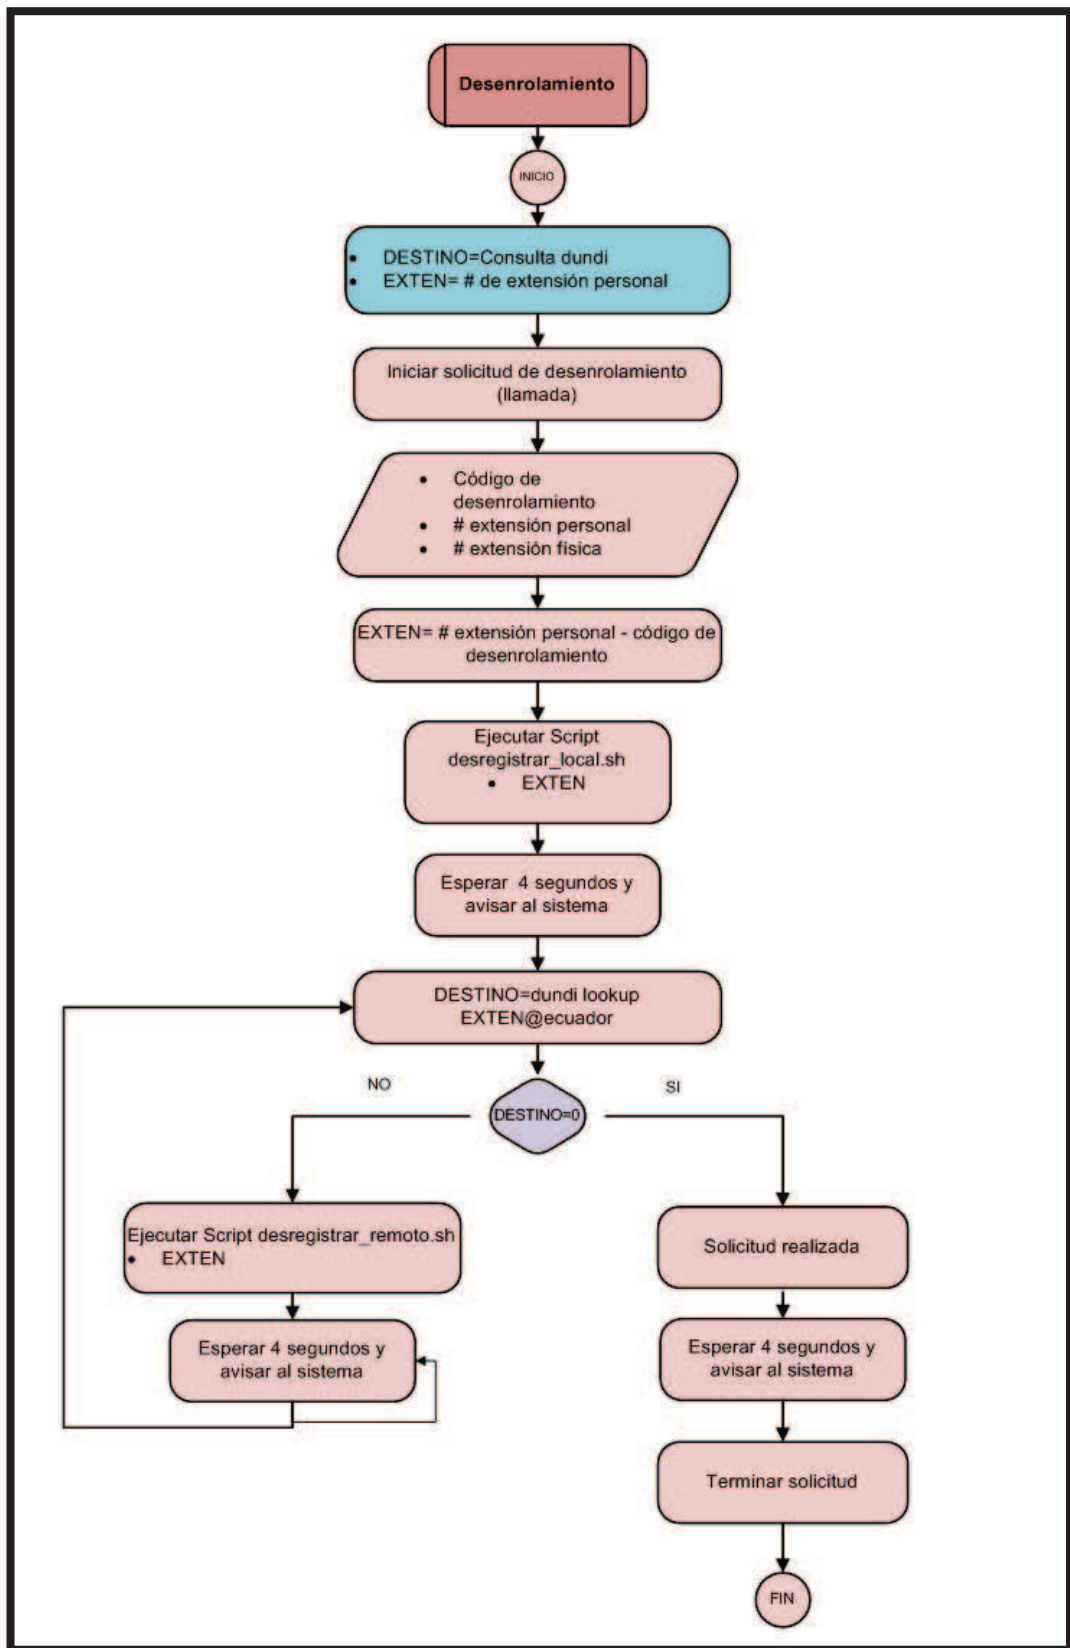 Desenrolamiento
INICIO
• DESTINO=Consulta dundi
• EXTEN= # de extensión personal
Iniciar solicitud de desenrolamiento
(llamada)
• Código de
desenrolamiento
• # extensión personal
• # extensión física
EXTEN= # extensión personal - código de
desenrolamiento
Ejecutar Script
desregistrar_local.sh
• EXTEN
Esperar 4 segundos y
avisar al sistema
DESTINO=dundi lookup
EXTEN@ecuador
NO
SI
DESTINO=0
Ejecutar Script desregistrar_remoto.sh
• EXTEN
Esperar 4 segundos y
avisar al sistema
Solicitud realizada
Esperar 4 segundos y
avisar al sistema
Terminar solicitud
FIN